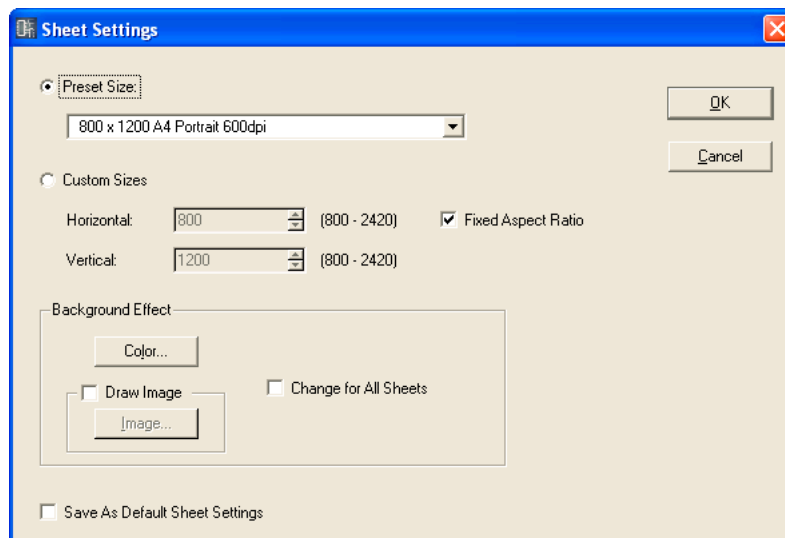 Sheet Settings
Preset Size:
800 x 1200 A4 Portrait 600dpi
OK
Cancel
Custom Sizes
Horizontal: 800 (800 - 2420) Fixed Aspect Ratio
Vertical: 1200 (800 - 2420)
Background Effect
Color...
Draw Image
Change for All Sheets
Image...
Save As Default Sheet Settings